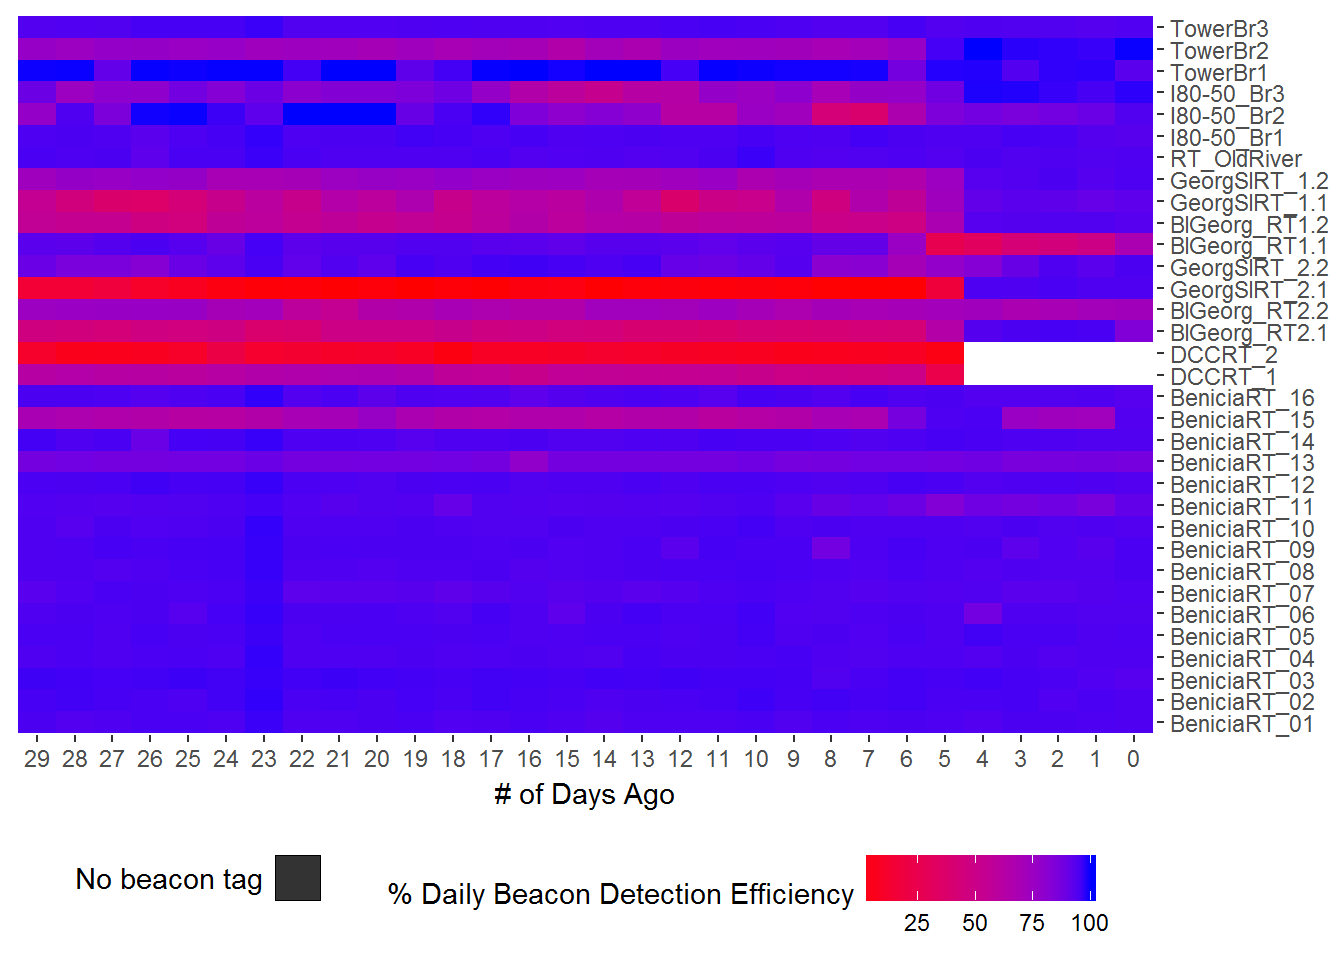 TowerBr3
TowerBr2
TowerBr1
I80-50_Br3
I80-50_Br2
I80-50_Br1
RT_OldRiver
GeorgSlRT_1.2
GeorgSlRT_1.1
BlGeorg_RT1.2
BlGeorg_RT1.1
GeorgSlRT_2.2
GeorgSlRT_2.1
BlGeorg_RT2.2
BlGeorg_RT2.1
DCCRT_2
DCCRT_1
BeniciaRT_16
BeniciaRT_15
BeniciaRT_14
BeniciaRT_13
BeniciaRT_12
BeniciaRT_11
BeniciaRT_10
BeniciaRT_09
BeniciaRT_08
BeniciaRT_07
BeniciaRT_06
BeniciaRT_05
BeniciaRT_04
BeniciaRT_03
BeniciaRT_02
BeniciaRT_01
29 28 27 26 25 24 23 22 21 20 19 18 17 16 15 14 13 12 11 10 9 8 7 6 5 4 3 2 1 0
# of Days Ago
No beacon tag
% Daily Beacon Detection Efficiency
25 50 75 100